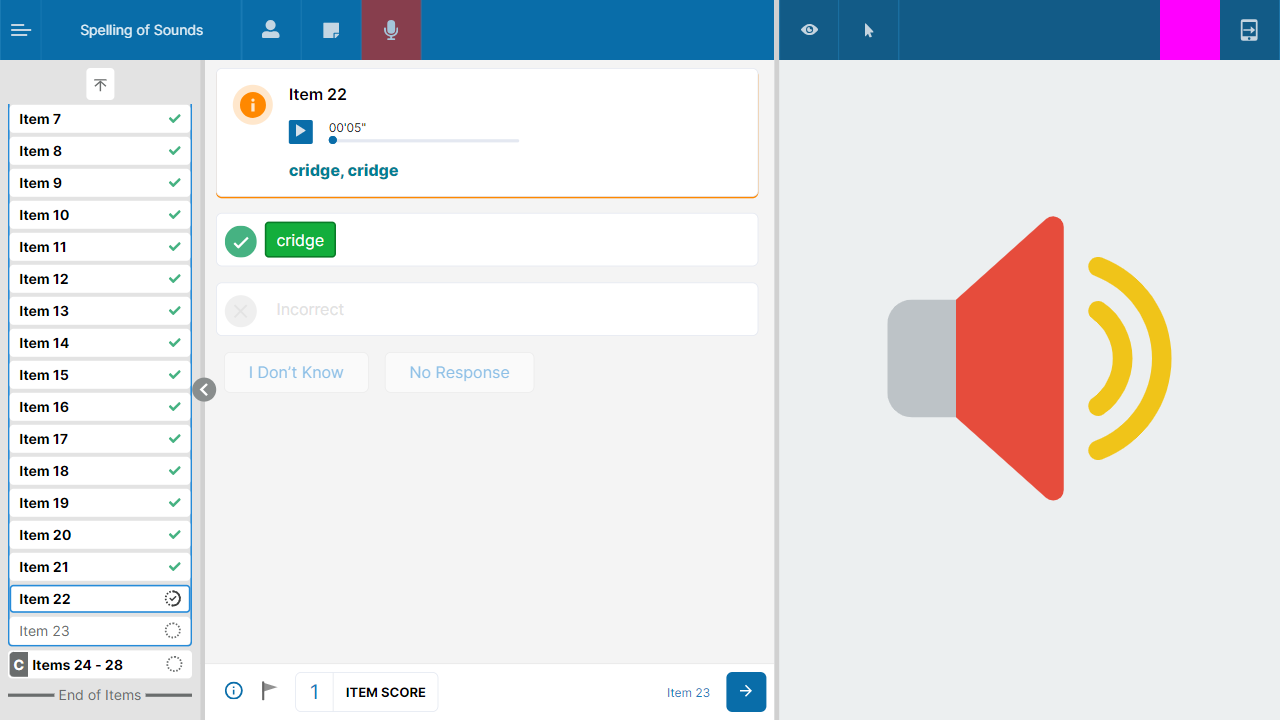 Spelling of Sounds
Item 7
Item 8
Item 9
Item 10
Item 11
Item 12
Item 13
Item 14
Item 15
Item 16
Item 17
Item 18
Item 19
Item 20
Item 21
Item 22
Item 23
C Items 24 - 28
End of Items
Item 22
00'05"
cridge, cridge
cridge
Incorrect
I Don’t Know No Response
1 ITEM SCORE
Item 23